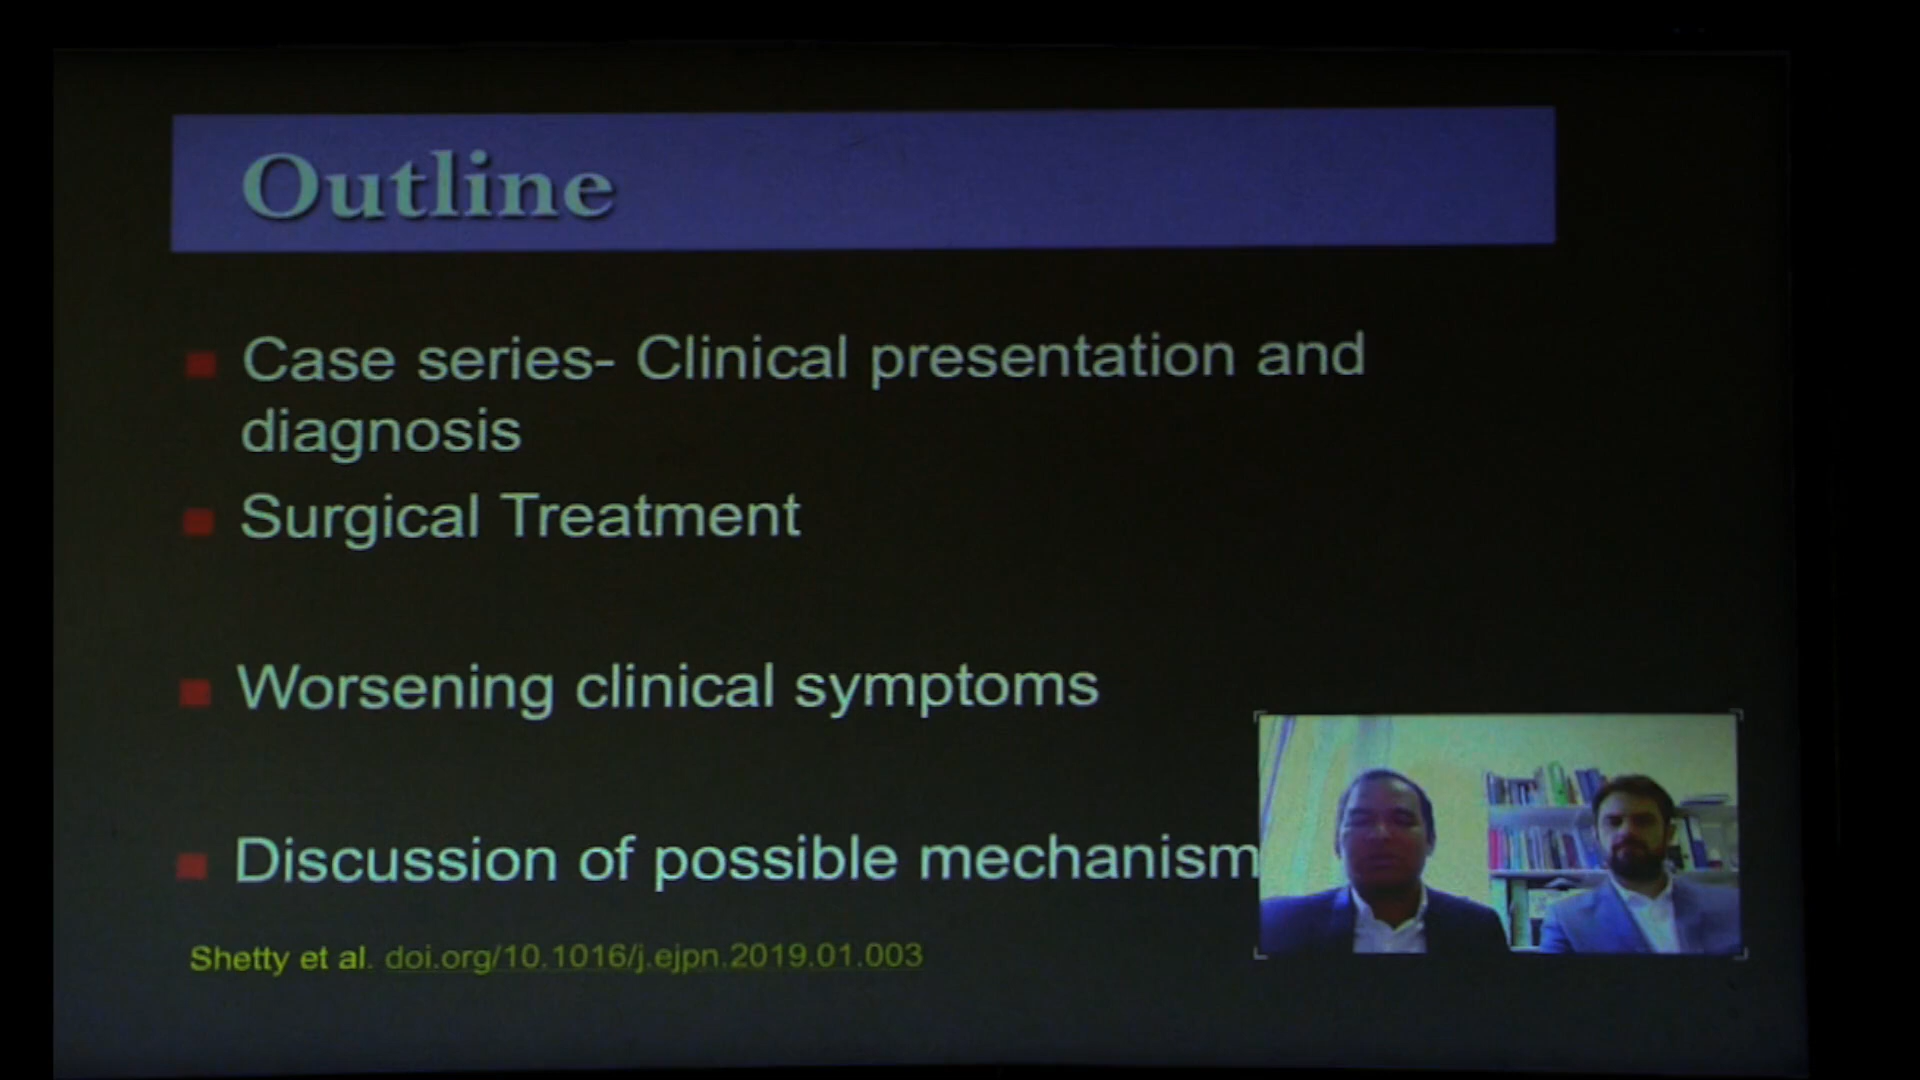 Outline
Case series- Clinical presentation and
diagnosis
Surgical Treatment
Worsening clinical symptoms
Discussion of possible mechanism
Shetty et al. doi.org/10.1016/j.ejpn.2019.01.003